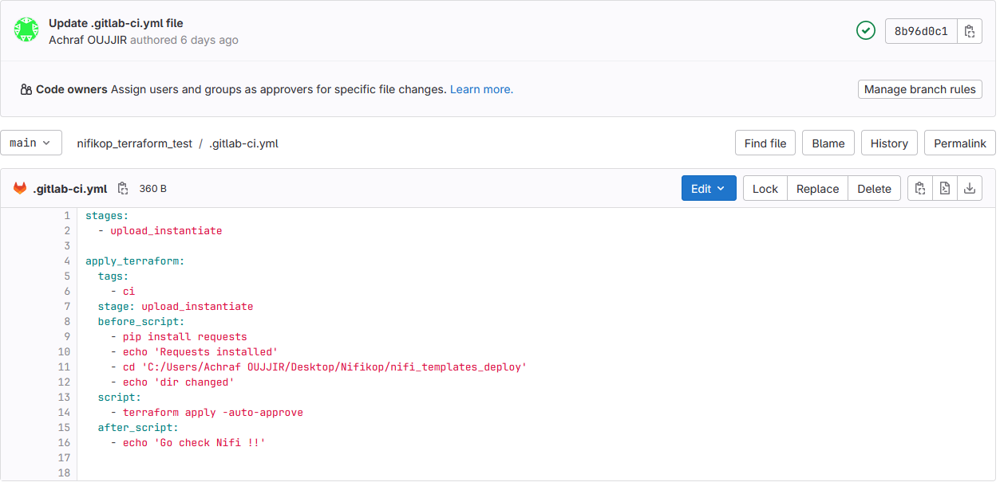 Update .gitlab-ci.yml file
Achraf OUJJIR authored 6 days ago
8b96d0c1
Code owners Assign users and groups as approvers for specific file changes. Learn more.
Manage branch rules
main
nifikop_terraform_test / .gitlab-ci.yml
Find file
Blame
History
Permalink
.gitlab-ci.yml
360 B
Edit
Lock
Replace
Delete
1 stages:
2   - upload_instantiate
3
4 apply_terraform:
5   tags:
6     - ci
7   stage: upload_instantiate
8   before_script:
9     - pip install requests
10     - echo 'Requests installed'
11     - cd 'C:/Users/Achraf OUJJIR/Desktop/Nifikop/nifi_templates_deploy'
12     - echo 'dir changed'
13   script:
14     - terraform apply -auto-approve
15   after_script:
16     - echo 'Go check Nifi !!'
17
18